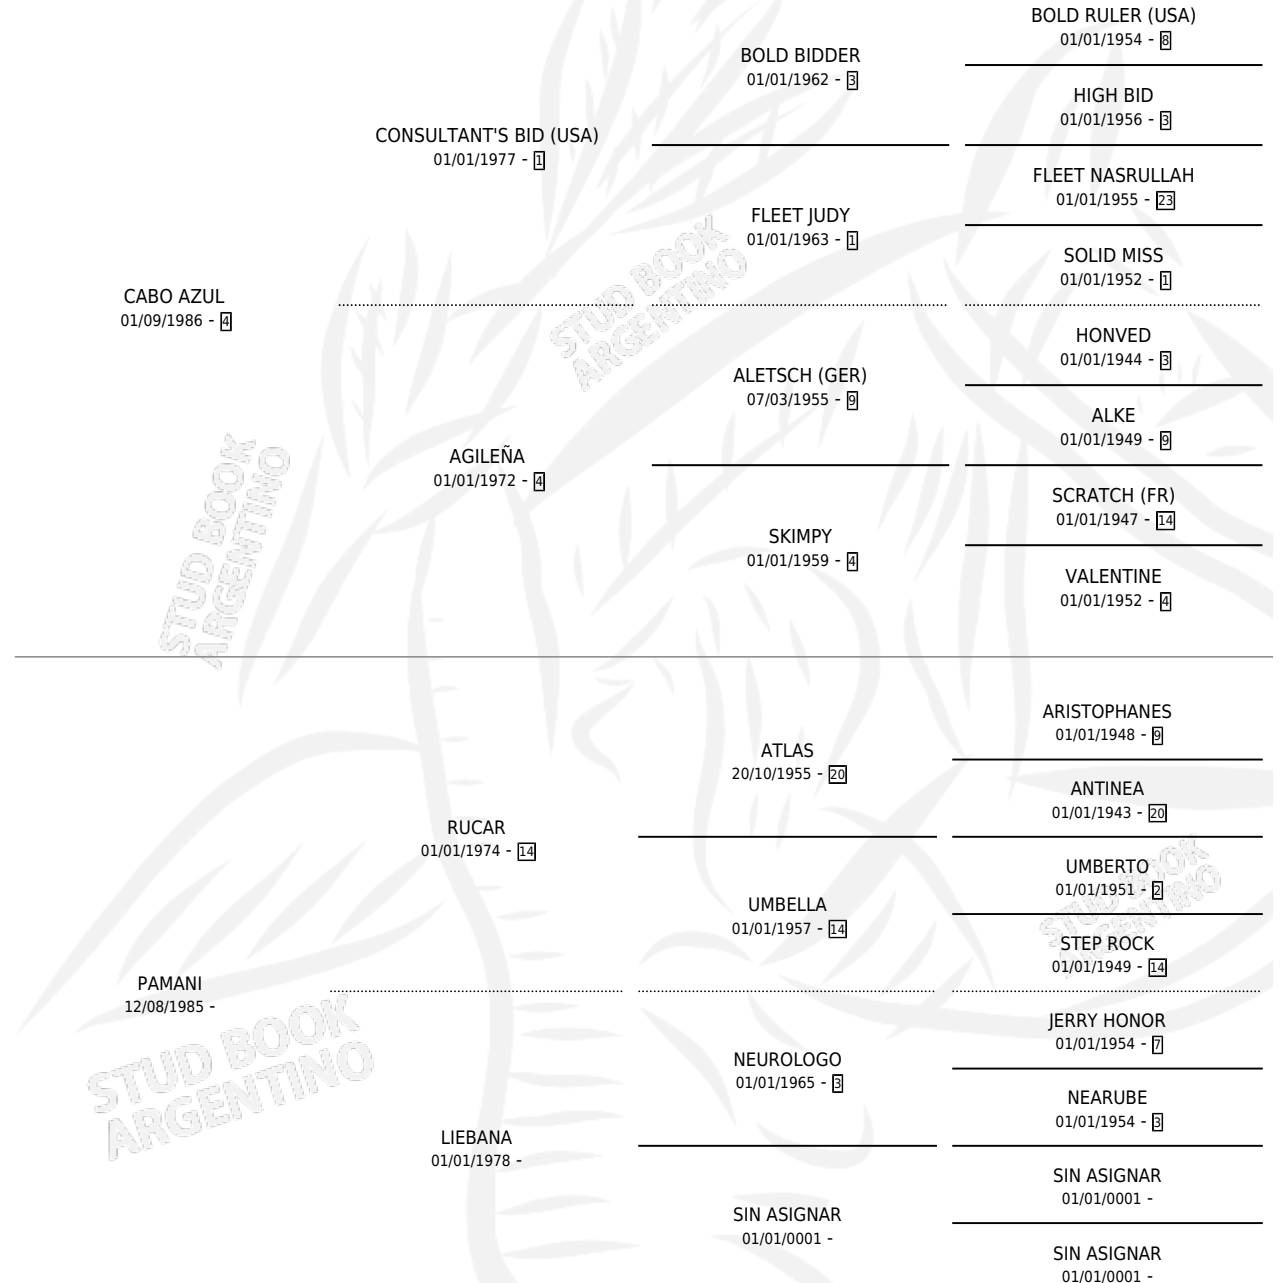 BOLD RULER (USA)
01/01/1954 - 8
BOLD BIDDER
01/01/1962 - 3
HIGH BID
01/01/1956 - 3
CONSULTANT'S BID (USA)
01/01/1977 - 1
FLEET NASRULLAH
01/01/1955 - 23
FLEET JUDY
01/01/1963 - 1
SOLID MISS
01/01/1952 - 1
CABO AZUL
01/09/1986 - 4
HONVED
01/01/1944 - 3
ALETSCH (GER)
07/03/1955 - 9
ALKE
01/01/1949 - 9
AGILEÑA
01/01/1972 - 4
SCRATCH (FR)
01/01/1947 - 14
SKIMPY
01/01/1959 - 4
VALENTINE
01/01/1952 - 4
ARISTOPHANES
01/01/1948 - 9
ATLAS
20/10/1955 - 20
ANTINEA
01/01/1943 - 20
RUCAR
01/01/1974 - 14
UMBERTO
01/01/1951 - 2
UMBELLA
01/01/1957 - 14
STEP ROCK
01/01/1949 - 14
PAMANI
12/08/1985 -
JERRY HONOR
01/01/1954 - 7
NEUROLOGO
01/01/1965 - 3
NEARUBE
01/01/1954 - 3
LIEBANA
01/01/1978 -
SIN ASIGNAR
01/01/0001 -
SIN ASIGNAR
01/01/0001 -
SIN ASIGNAR
01/01/0001 -
STUD BOOK
ARGENTINO
STUD BOOK
ARGENTINO
STUD BOOK
ARGENTINO
STUD BOOK
ARGENTINO